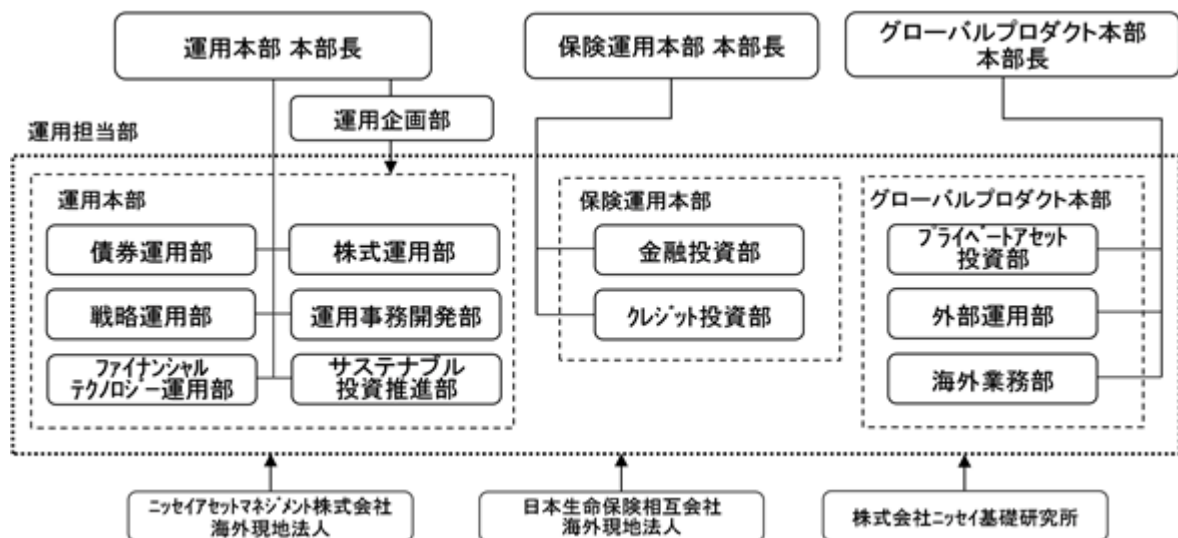 運用本部 本部長
保険運用本部 本部長
グローバルプロダクト本部
本部長
運用企画部
運用担当部
運用本部
債券運用部
株式運用部
戦略運用部
運用事務開発部
ファイナンシャル
テクノロジー運用部
サステナブル
投資推進部
保険運用本部
金融投資部
クレジット投資部
グローバルプロダクト本部
プライベートアセット
投資部
外部運用部
海外業務部
ニッセイアセットマネジメント株式会社
海外現地法人
日本生命保険相互会社
海外現地法人
株式会社ニッセイ基礎研究所